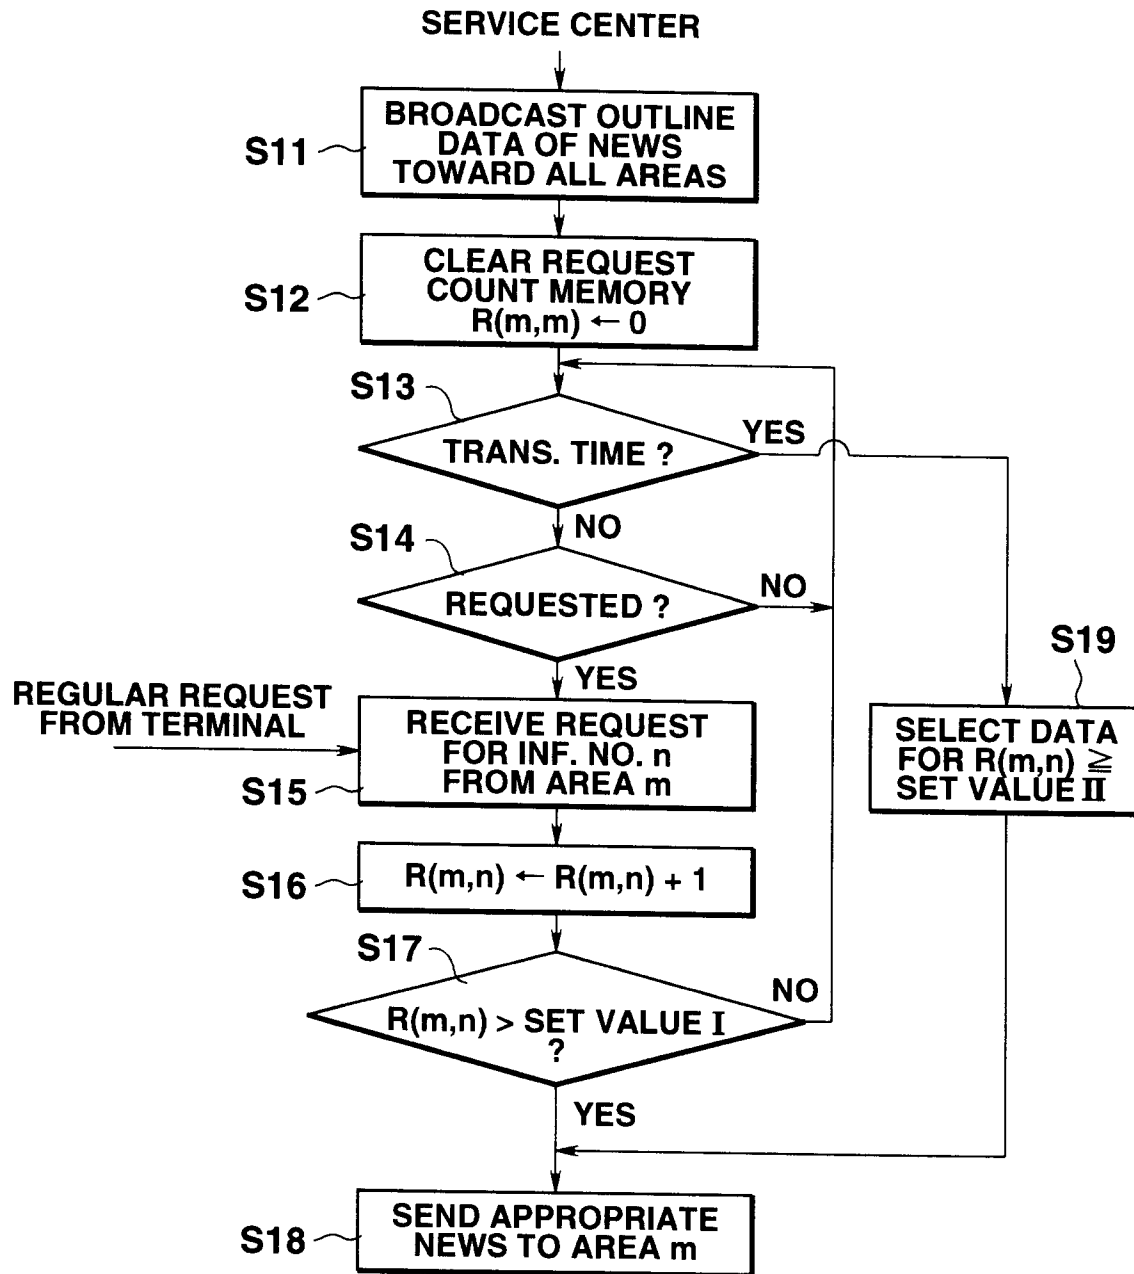 SERVICE CENTER
BROADCAST OUTLINE
DATA OF NEWS
TOWARD ALL AREAS
S11
CLEAR REQUEST
COUNT MEMORY
R(m,m) ← 0
S12
S13
TRANS. TIME ?
YES
NO
S14
REQUESTED ?
NO
YES
S19
SELECT DATA
FOR R(m,n) ≧
SET VALUE II
REGULAR REQUEST
FROM TERMINAL
RECEIVE REQUEST
FOR INF. NO. n
FROM AREA m
S15
R(m,n) ← R(m,n) + 1
S16
S17
R(m,n) > SET VALUE I
?
NO
YES
SEND APPROPRIATE
NEWS TO AREA m
S18